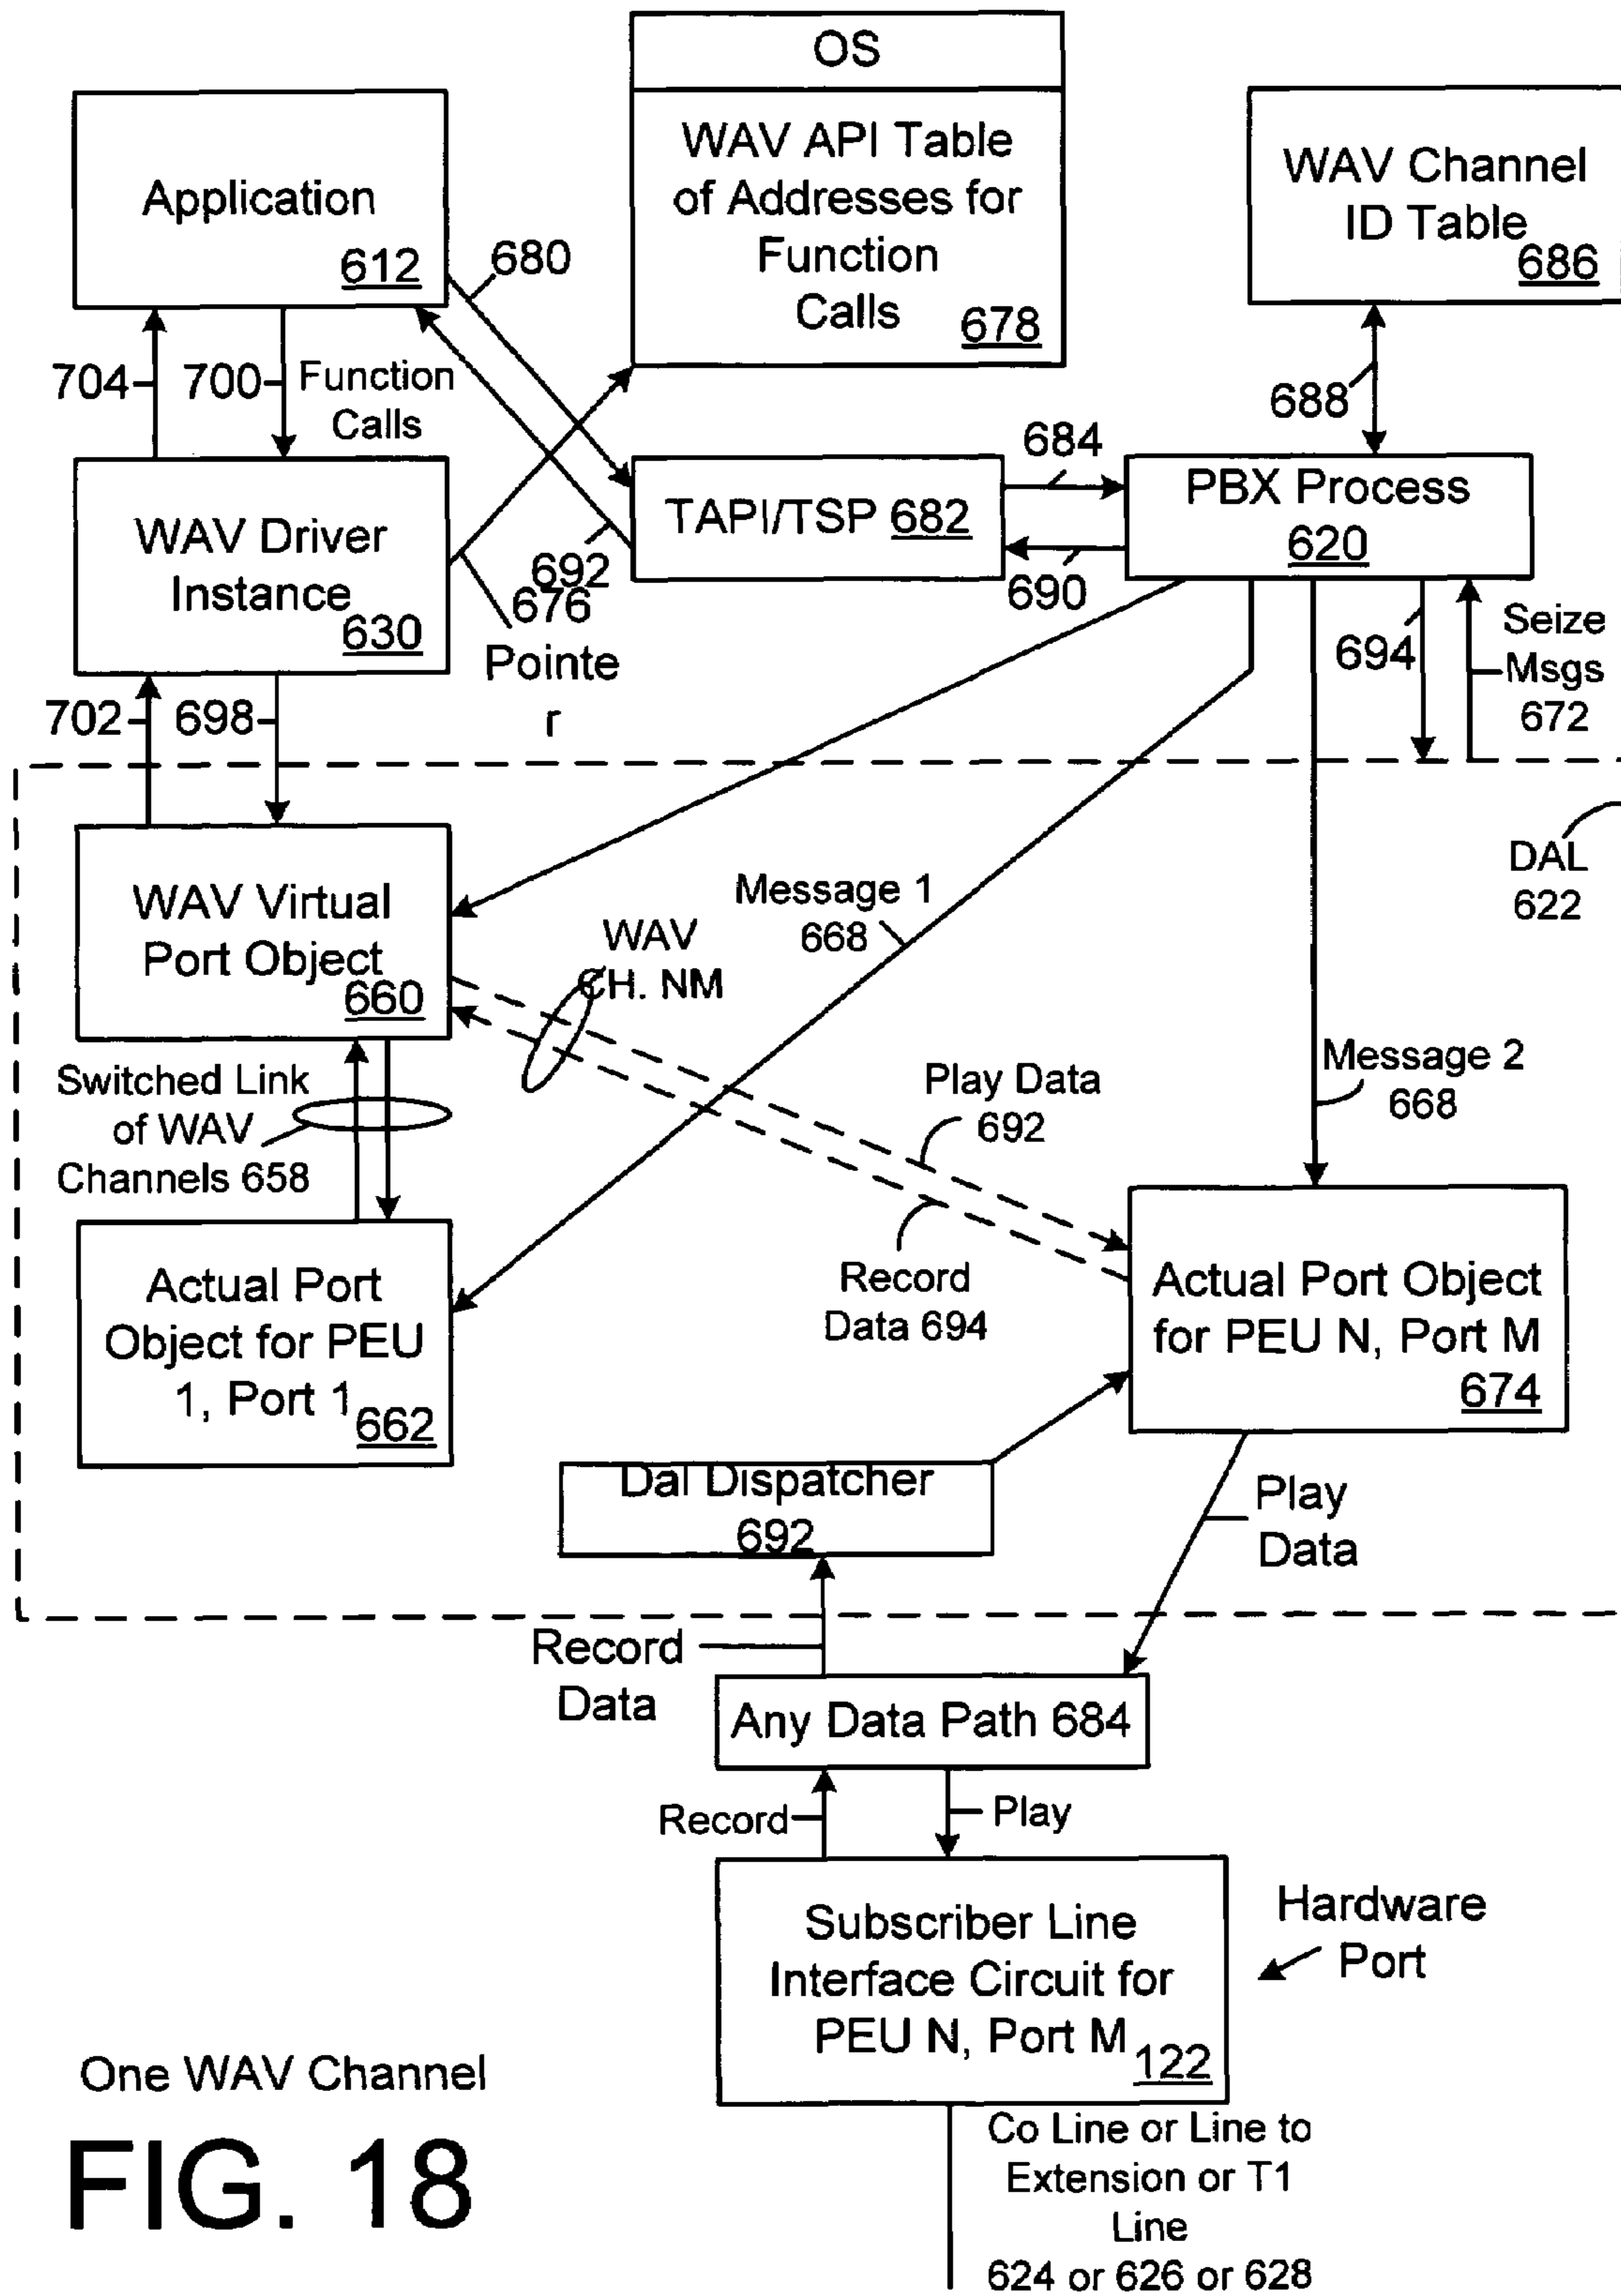 OS
WAV API Table
of Addresses for
Function
Calls
678
Application
612
WAV Channel
ID Table
686
680
704
700
Function
Calls
688
684
WAV Driver
Instance
630
TAPI/TSP 682
PBX Process
620
692
676
Pointe
r
690
694
Seize
Msgs
672
702
698
DAL
622
WAV Virtual
Port Object
660
Message 1
668
WAV
CH. NM
Switched Link
of WAV
Channels 658
Play Data
692
Message 2
668
Record
Data 694
Actual Port
Object for PEU
1, Port 1
662
Actual Port Object
for PEU N, Port M
674
Dal Dispatcher
692
Play
Data
Record
Data
Any Data Path 684
Record
Play
Subscriber Line
Interface Circuit for
PEU N, Port M
122
Hardware
Port
One WAV Channel
FIG. 18
Co Line or Line to
Extension or T1
Line
624 or 626 or 628